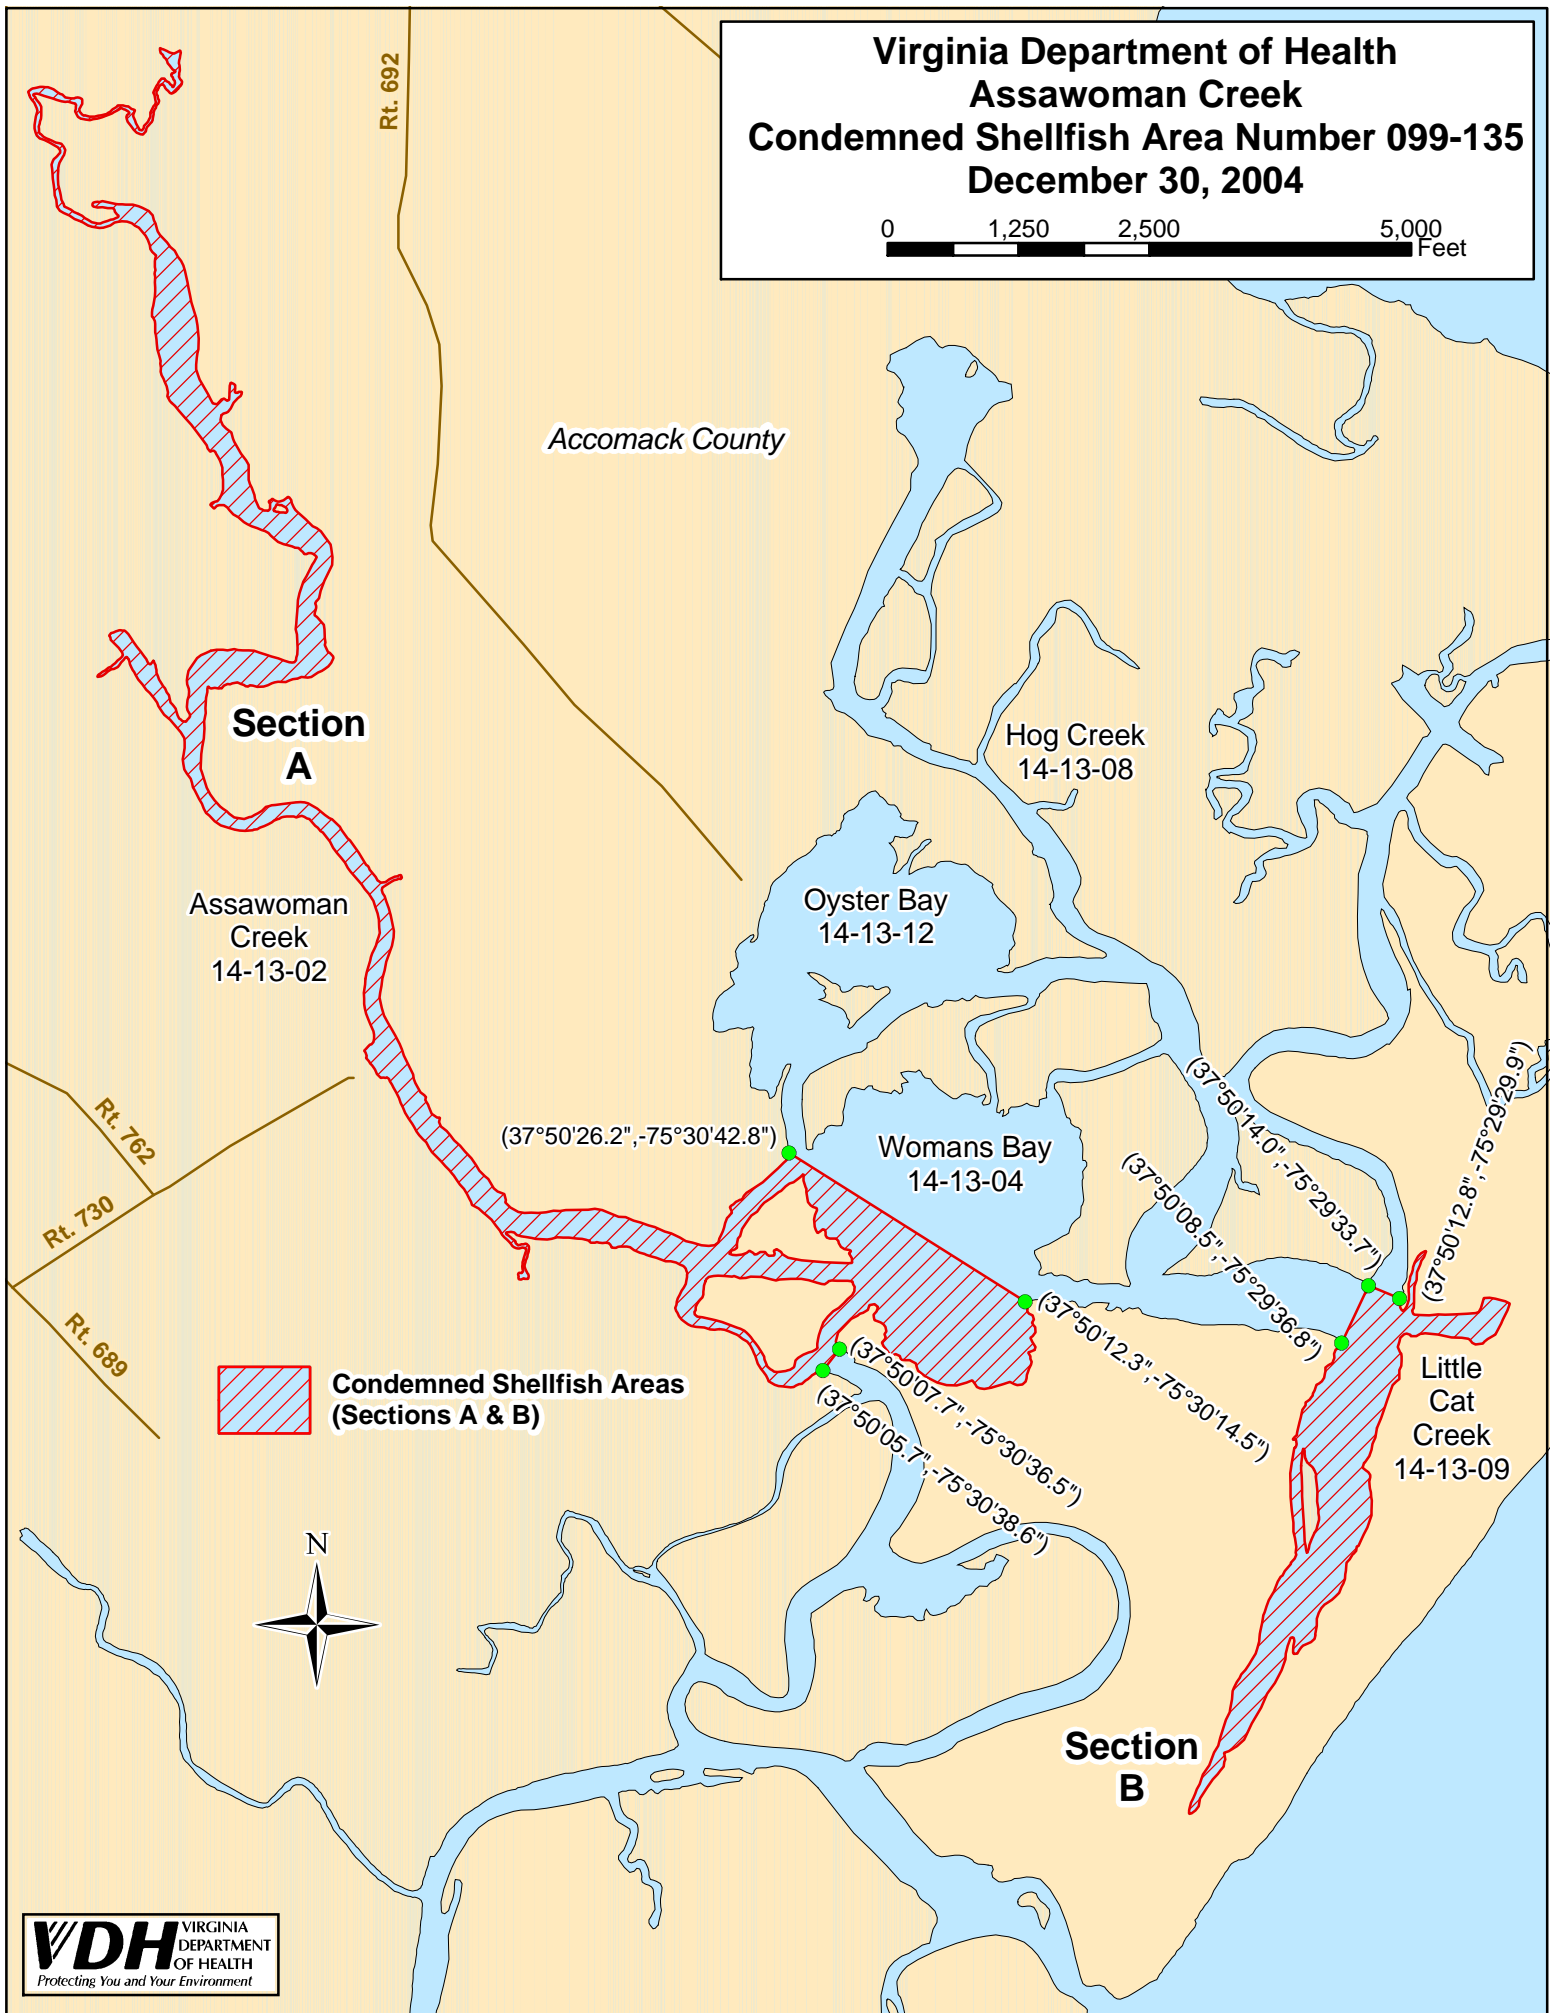 Virginia Department of Health
Assawoman Creek
Condemned Shellfish Area Number 099-135
December 30, 2004
0 1,250 2,500 5,000
Feet
Rt. 692
Accomack County
Section
A
Hog Creek
14-13-08
Assawoman
Creek
14-13-02
Oyster Bay
14-13-12
Rt. 762
Rt. 730
Rt. 689
(37°50'26.2",-75°30'42.8")
Womans Bay
14-13-04
(37°50'14.0",-75°29'33.7")
(37°50'08.5",-75°29'36.8")
(37°50'12.8",-75°29'29.9")
(37°50'12.3",-75°30'14.5")
(37°50'07.7",-75°30'36.5")
(37°50'05.7",-75°30'38.6")
Little
Cat
Creek
14-13-09
Condemned Shellfish Areas
(Sections A & B)
N
Section
B
VDH
VIRGINIA
DEPARTMENT
OF HEALTH
Protecting You and Your Environment